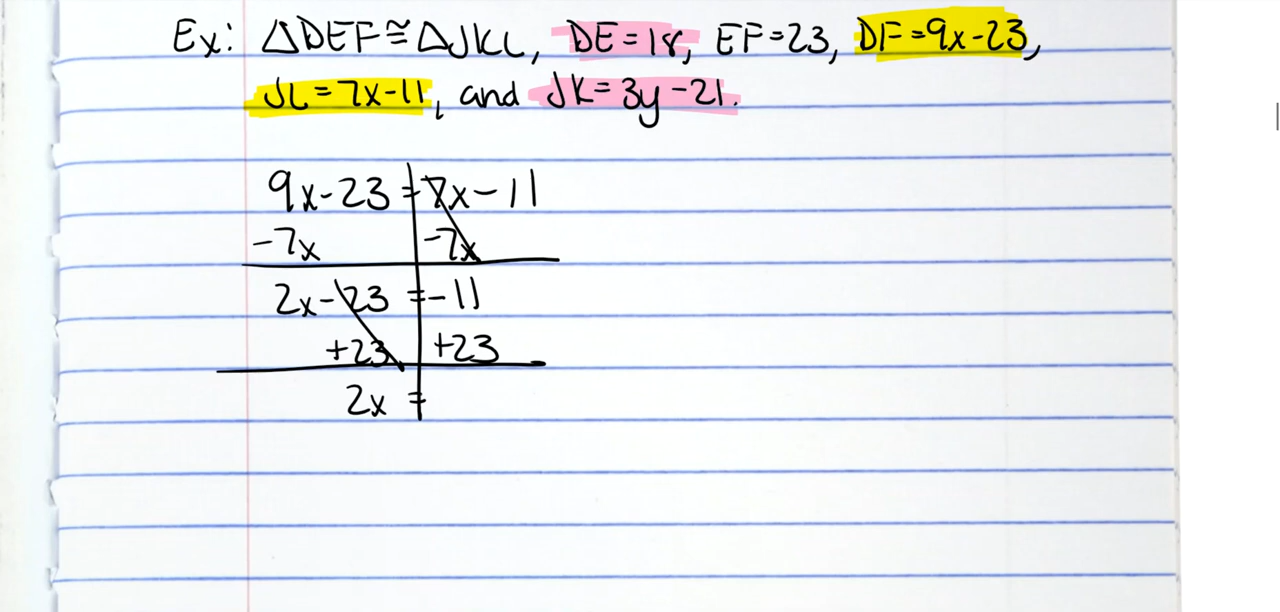 Ex: △DEF≅△JKL, DE=18, EF=23, DF=9x-23,
JL=7x-11, and JK=3y-21.
9x-23=7x-11
-7x -7x
2x-23=-11
+23 +23
2x=